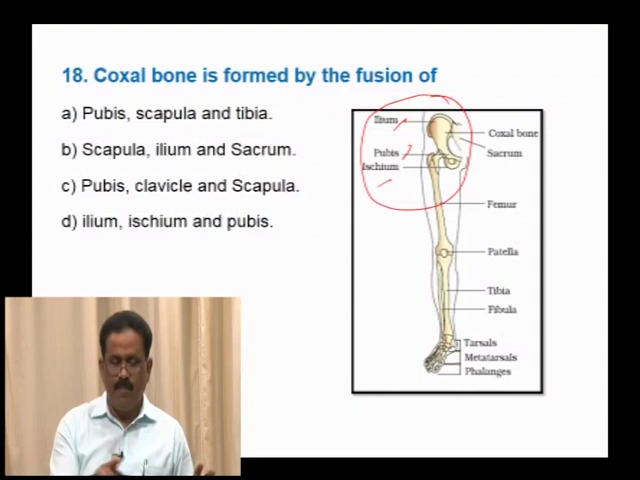 18. Coxal bone is formed by the fusion of
a) Pubis, scapula and tibia.
b) Scapula, ilium and Sacrum.
c) Pubis, clavicle and Scapula.
d) ilium, ischium and pubis.
Ilium
Pubis
Ischium
Coxal bone
Sacrum
Femur
Patella
Tibia
Fibula
Tarsals
Metatarsals
Phalanges